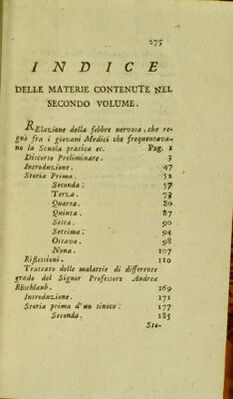 275
INDICE
DELLE MATERIE CONTENUTE NEL
SECONDO VOLUME.
RElazione della febbre nervosa, che re-
gnò fra i giovani Medici che frequentava-
no la Scuola pratica ec. Pag. 1
Discorso Preliminare. 3
Introduzione. 47
Storia Prima. 52
Seconda. 57
Terza. 73
Quarta. 80
Quinta. 87
Sesta. 90
Settima. 94
Ottava. 98
Nona. 107
Riflessioni. 110
Trattato delle malattie di differente
grado del Signor Professore Andrea
Röschlaub. 169
Introduzione. 171
Storia prima d'un sinoco. 177
Seconda. 185
Sto-